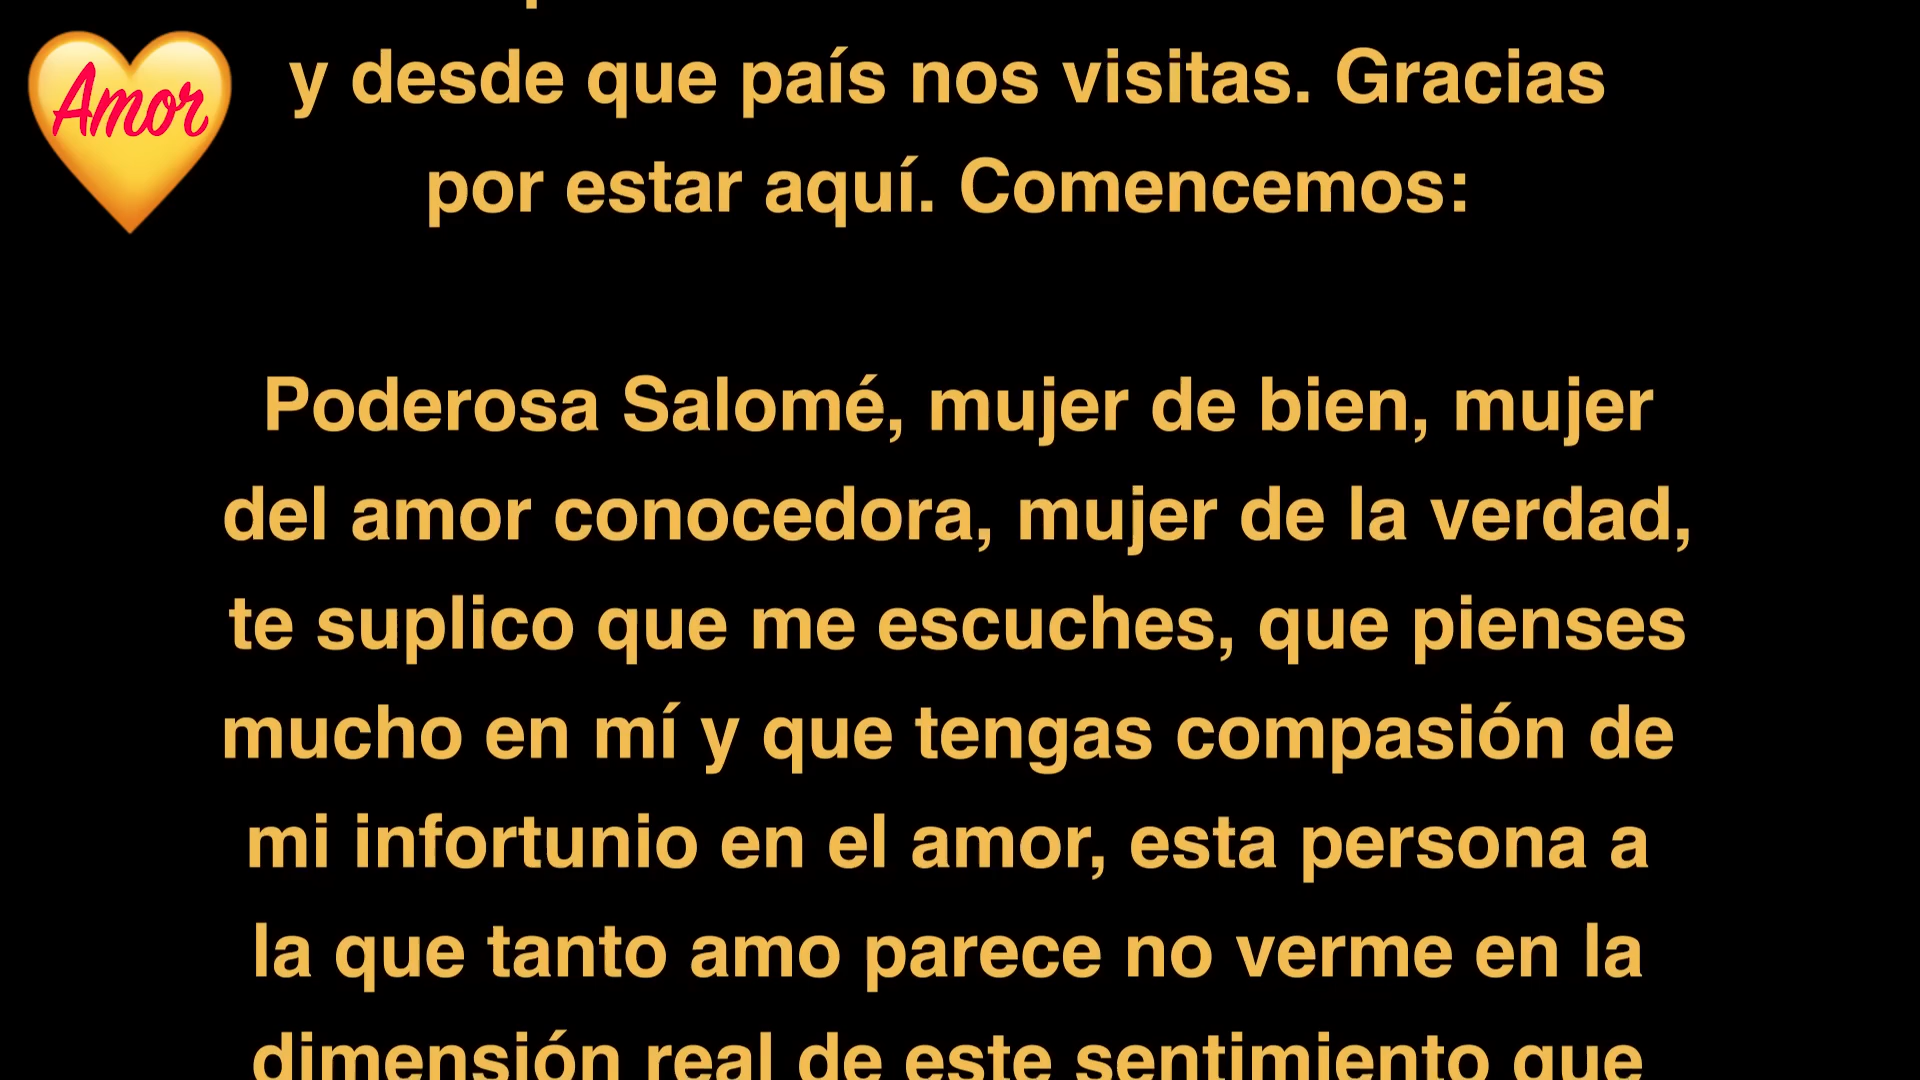 Amor
y desde que país nos visitas. Gracias
por estar aquí. Comencemos:
Poderosa Salomé, mujer de bien, mujer
del amor conocedora, mujer de la verdad,
te suplico que me escuches, que pienses
mucho en mí y que tengas compasión de
mi infortunio en el amor, esta persona a
la que tanto amo parece no verme en la
dimensión real de este sentimiento que